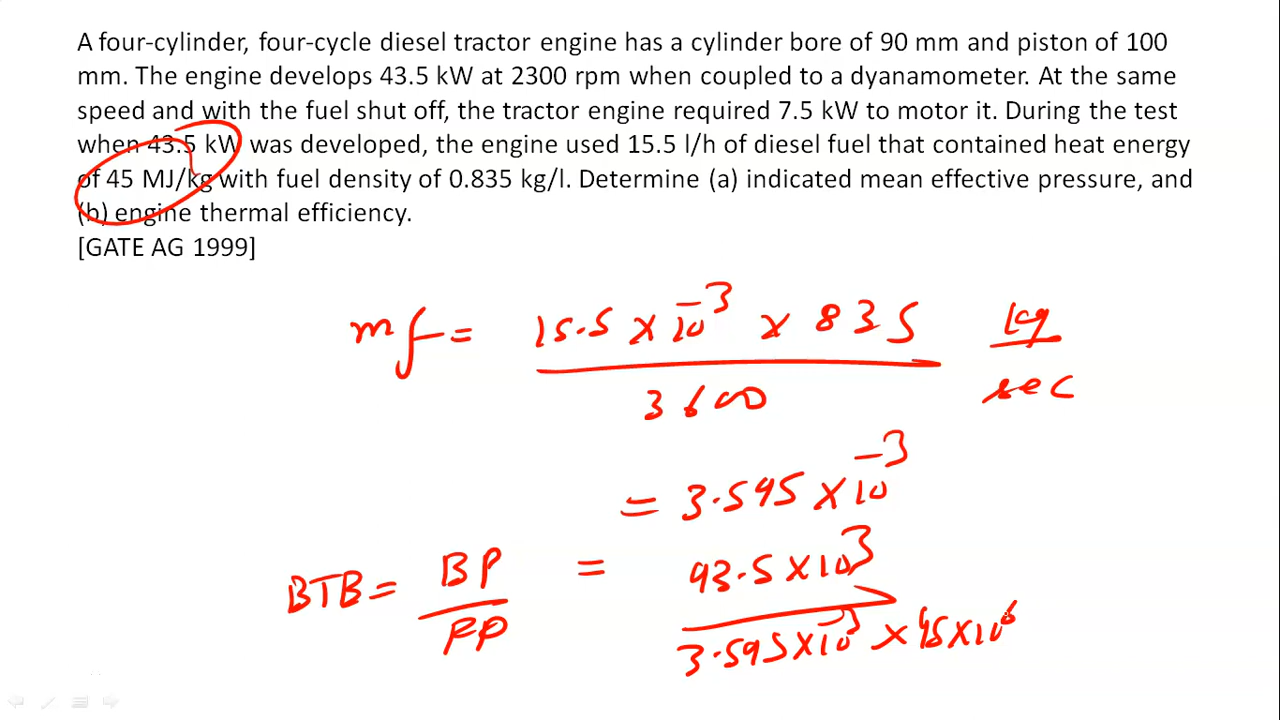 A four-cylinder, four-cycle diesel tractor engine has a cylinder bore of 90 mm and piston of 100
mm. The engine develops 43.5 kW at 2300 rpm when coupled to a dyanamometer. At the same
speed and with the fuel shut off, the tractor engine required 7.5 kW to motor it. During the test
when 43.5 kW was developed, the engine used 15.5 l/h of diesel fuel that contained heat energy
of 45 MJ/kg with fuel density of 0.835 kg/l. Determine (a) indicated mean effective pressure, and
(b) engine thermal efficiency.
[GATE AG 1999]
mf = 15.5 × 10⁻³ × 835 / 3600 kg/sec
= 3.595 × 10⁻³
BTB = BP / FP = 43.5 × 10³ / 3.595 × 10⁻³ × 45 × 10⁶